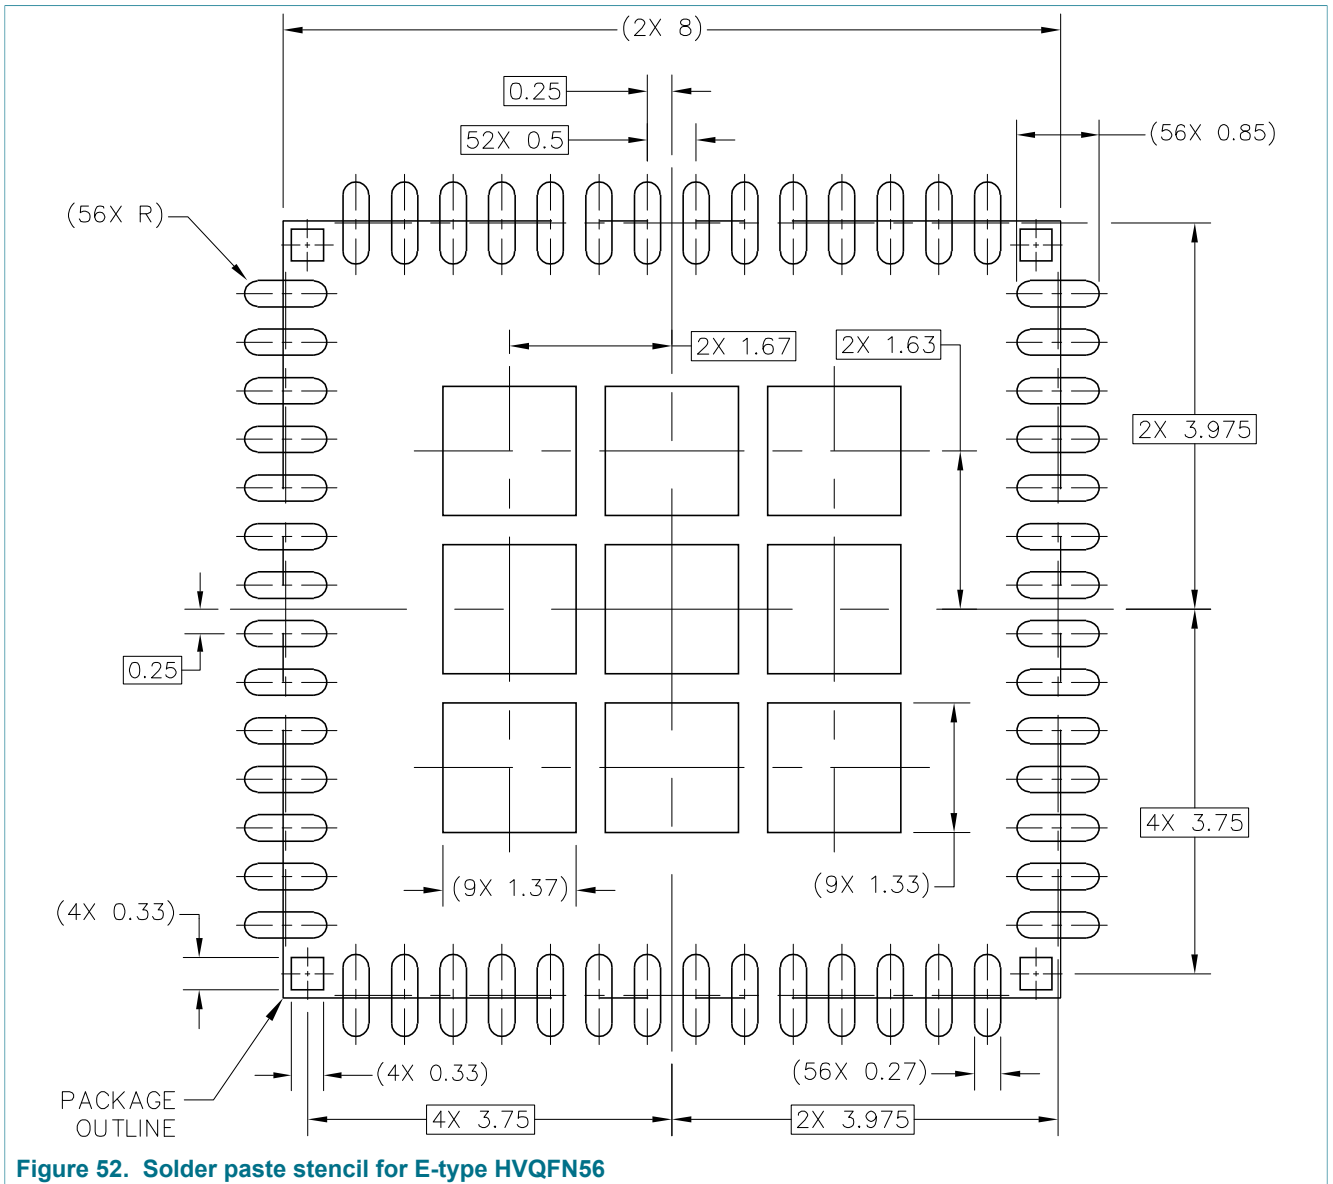 (2X 8)
0.25
52X 0.5
(56X 0.85)
(56X R)
2X 1.67
2X 1.63
2X 3.975
0.25
4X 3.75
(9X 1.37)
(9X 1.33)
(4X 0.33)
(4X 0.33)
(56X 0.27)
PACKAGE
OUTLINE
4X 3.75
2X 3.975
Figure 52. Solder paste stencil for E-type HVQFN56